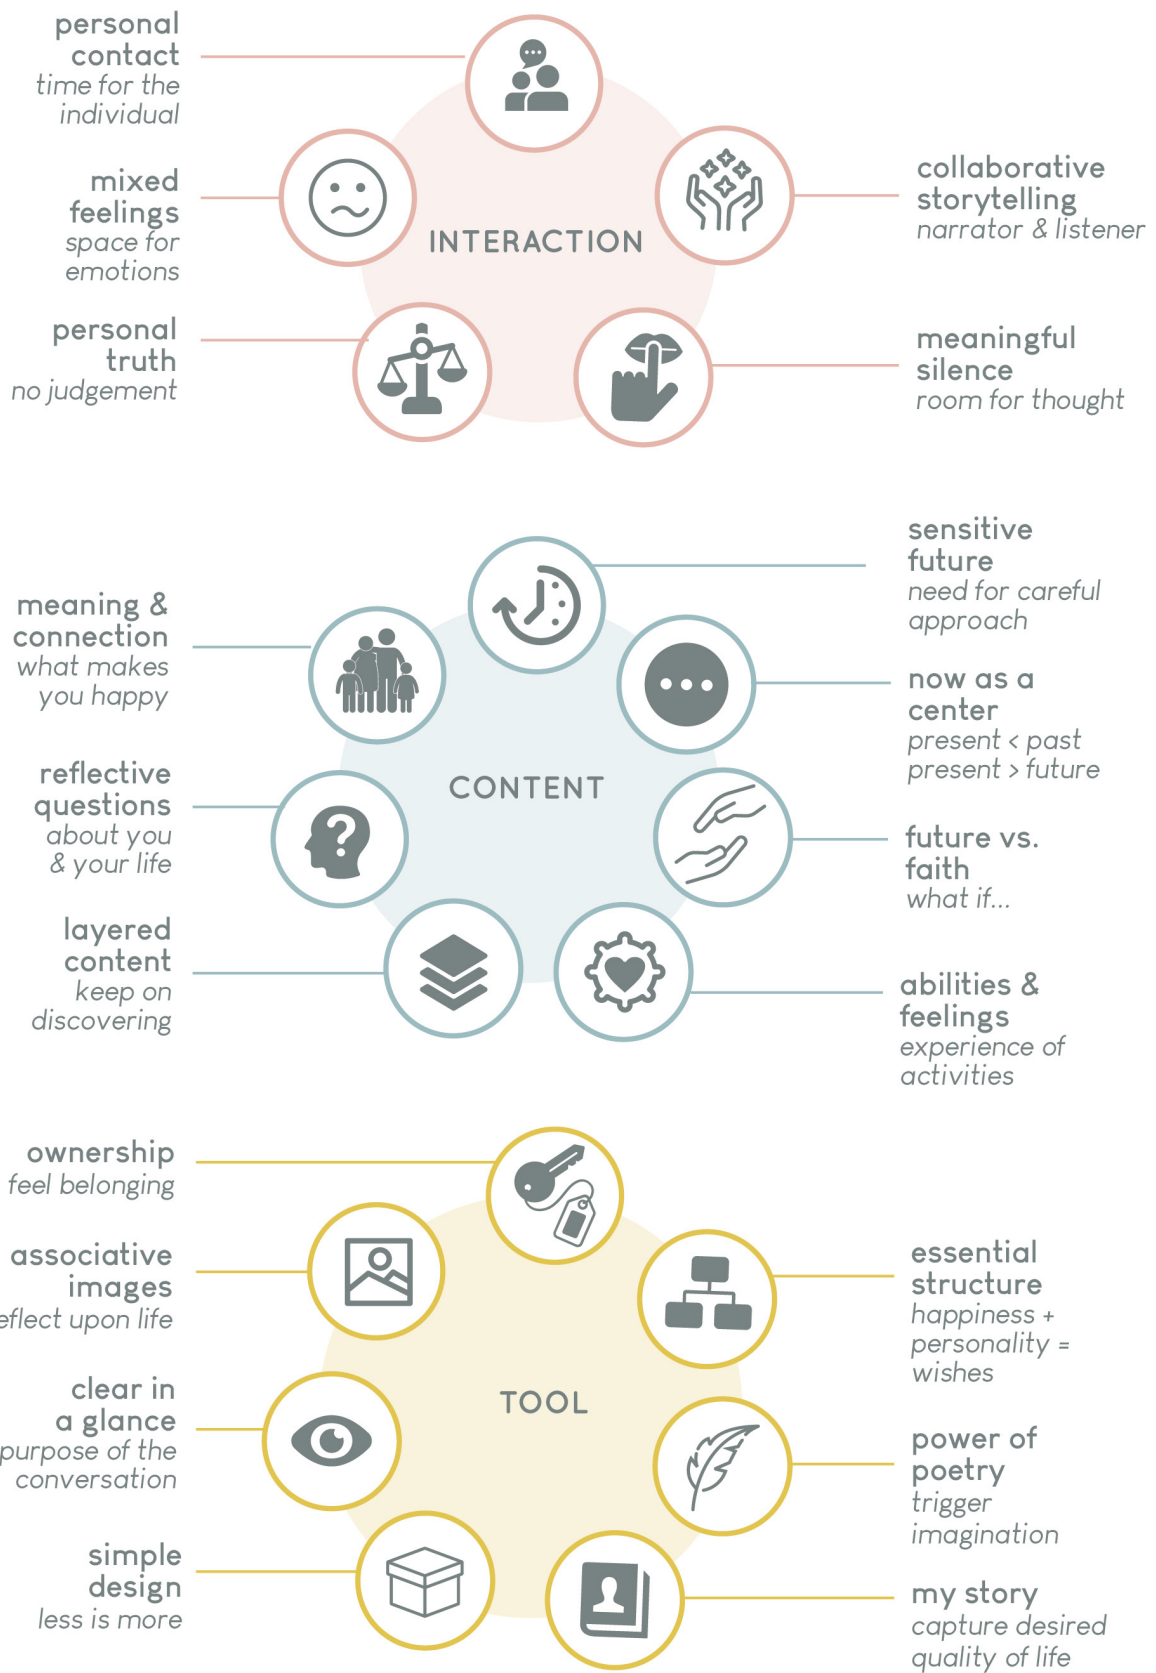 personal
contact
time for the
individual
mixed
feelings
space for
emotions
personal
truth
no judgement
INTERACTION
collaborative
storytelling
narrator & listener
meaningful
silence
room for thought
meaning &
connection
what makes
you happy
reflective
questions
about you
& your life
layered
content
keep on
discovering
CONTENT
sensitive
future
need for careful
approach
now as a
center
present < past
present > future
future vs.
faith
what if...
abilities &
feelings
experience of
activities
ownership
feel belonging
associative
images
eflect upon life
clear in
a glance
purpose of the
conversation
simple
design
less is more
TOOL
essential
structure
happiness +
personality =
wishes
power of
poetry
trigger
imagination
my story
capture desired
quality of life